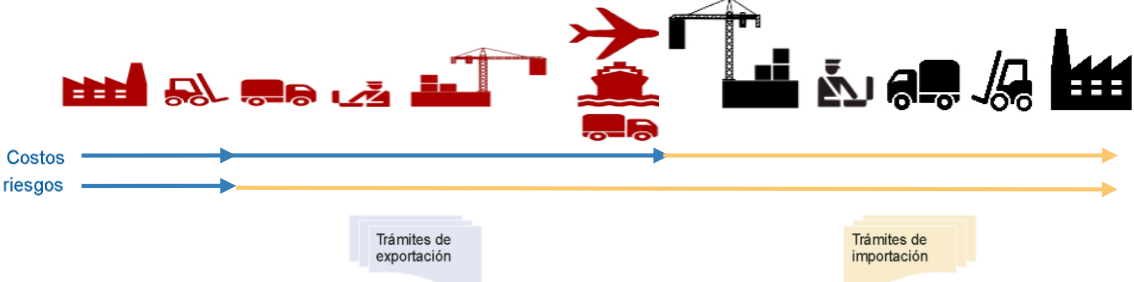 Costos
riesgos
Trámites de
exportación
Trámites de
importación